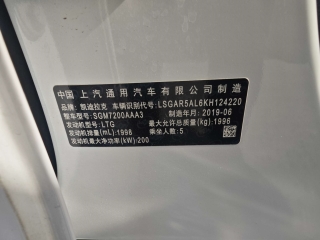 中国 上汽通用汽车有限公司 制造
品牌:凯迪拉克 车辆识别代号:LSGAR5AL6KH124220
整车型号:SGM7200AAA3 制造年月:2019-06
发动机型号:LTG 最大允许总质量(kg):1996
发动机排量(mL):1998 乘坐人数:5
发动机最大净功率(kW):200